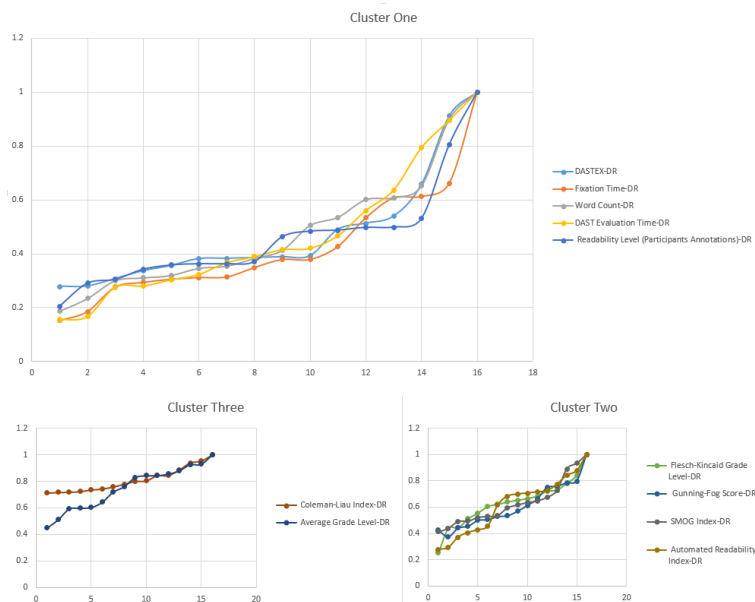 Cluster One
1.2
1
0.8
0.6
0.4
0.2
0
0 2 4 6 8 10 12 14 16 18
DASTEX-DR
Fixation Time-DR
Word Count-DR
DAST Evaluation Time-DR
Readability Level (Participants Annotations)-DR
Cluster Three
1.2
1
0.8
0.6
0.4
0.2
0
0 5 10 15 20
Coleman-Liau Index-DR
Average Grade Level-DR
Cluster Two
1.2
1
0.8
0.6
0.4
0.2
0
0 5 10 15 20
Flesch-Kincaid Grade
Level-DR
Gunning-Fog Score-DR
SMOG Index-DR
Automated Readability
Index-DR